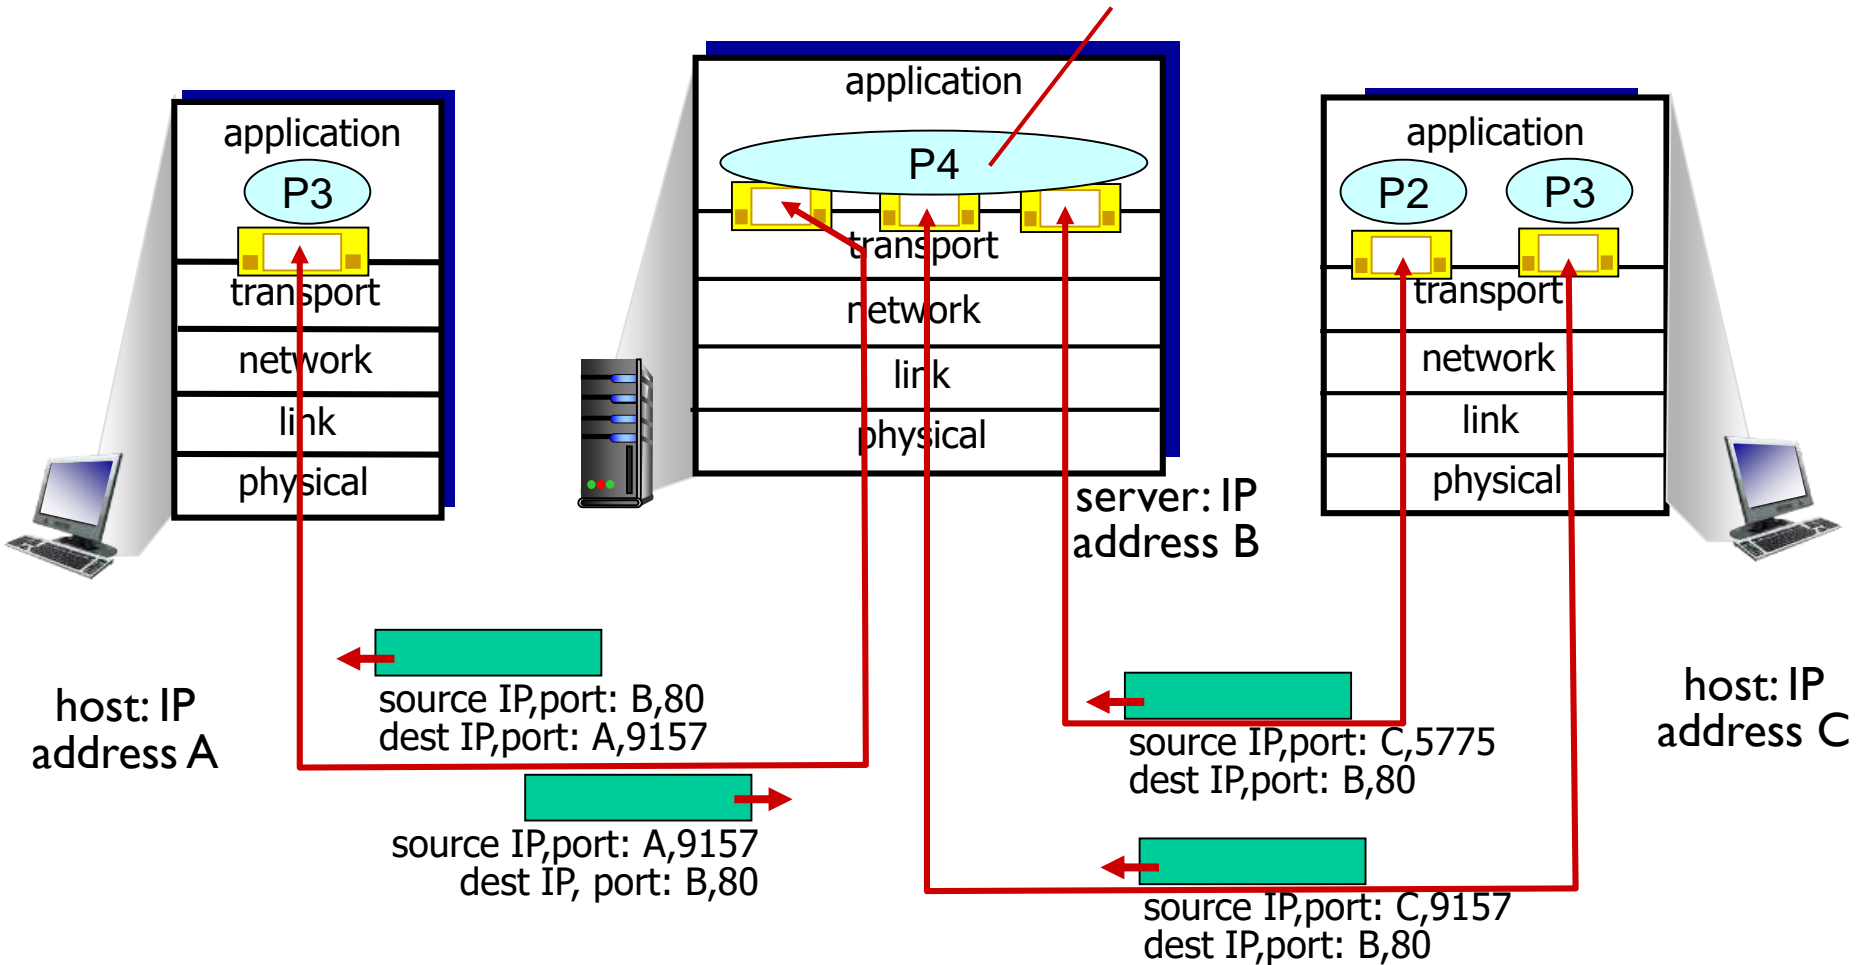 application
P3
transport
network
link
physical
host: IP
address A
application
P4
transport
network
link
physical
server: IP
address B
application
P2
P3
transport
network
link
physical
host: IP
address C
source IP,port: B,80
dest IP,port: A,9157
source IP,port: A,9157
dest IP, port: B,80
source IP,port: C,5775
dest IP,port: B,80
source IP,port: C,9157
dest IP,port: B,80